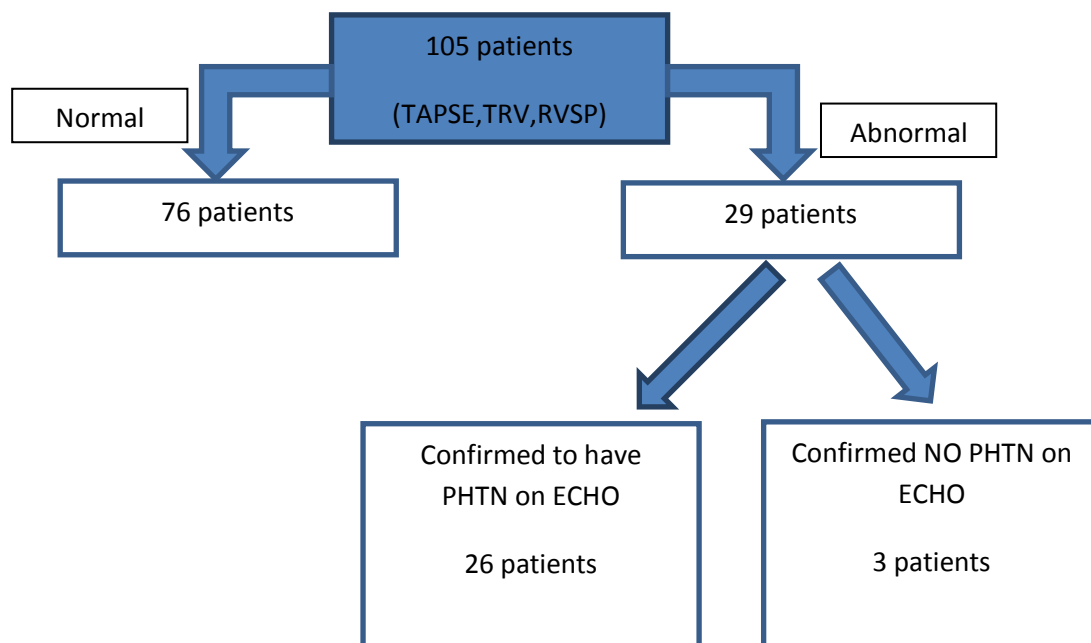 105 patients
(TAPSE,TRV,RVSP)
Normal
Abnormal
76 patients
29 patients
Confirmed to have
PHTN on ECHO
26 patients
Confirmed NO PHTN on
ECHO
3 patients